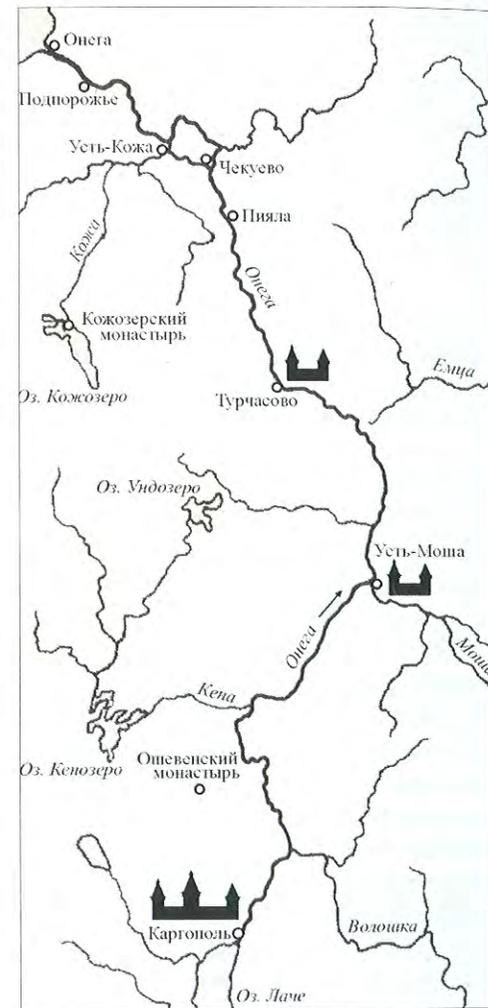 Онега
Подпорожье
Усть-Кожа
Чекуево
Кожа
Пияла
Онега
Кожозерский
монастырь
Емца
Оз. Кожозеро
Турчасово
Оз. Ундозеро
Усть-Моша
Онега
Моша
Кена
Оз. Кенозеро
Ошевенский
монастырь
Каргополь
Волошка
Оз. Лаче